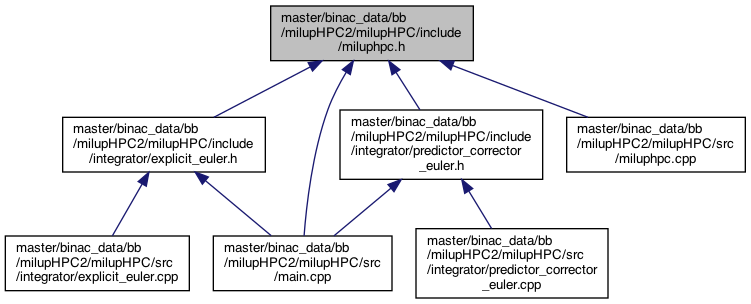 master/binac_data/bb
/milupHPC2/milupHPC/include
/miluphpc.h
master/binac_data/bb
/milupHPC2/milupHPC/include
/integrator/explicit_euler.h
master/binac_data/bb
/milupHPC2/milupHPC/include
/integrator/predictor_corrector
_euler.h
master/binac_data/bb
/milupHPC2/milupHPC/src
/miluphpc.cpp
master/binac_data/bb
/milupHPC2/milupHPC/src
/integrator/explicit_euler.cpp
master/binac_data/bb
/milupHPC2/milupHPC/src
/main.cpp
master/binac_data/bb
/milupHPC2/milupHPC/src
/integrator/predictor_corrector
_euler.cpp